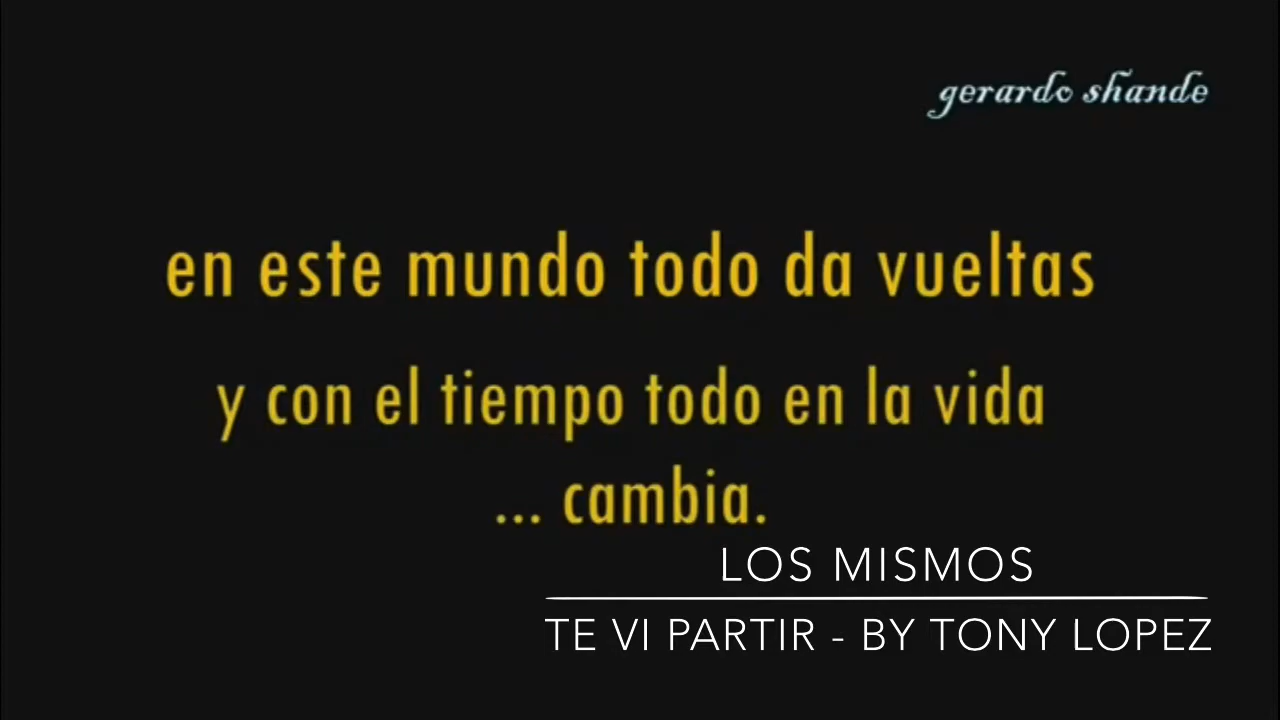 gerardo shande
en este mundo todo da vueltas
y con el tiempo todo en la vida
... cambia.
LOS MISMOS
TE VI PARTIR - BY TONY LOPEZ